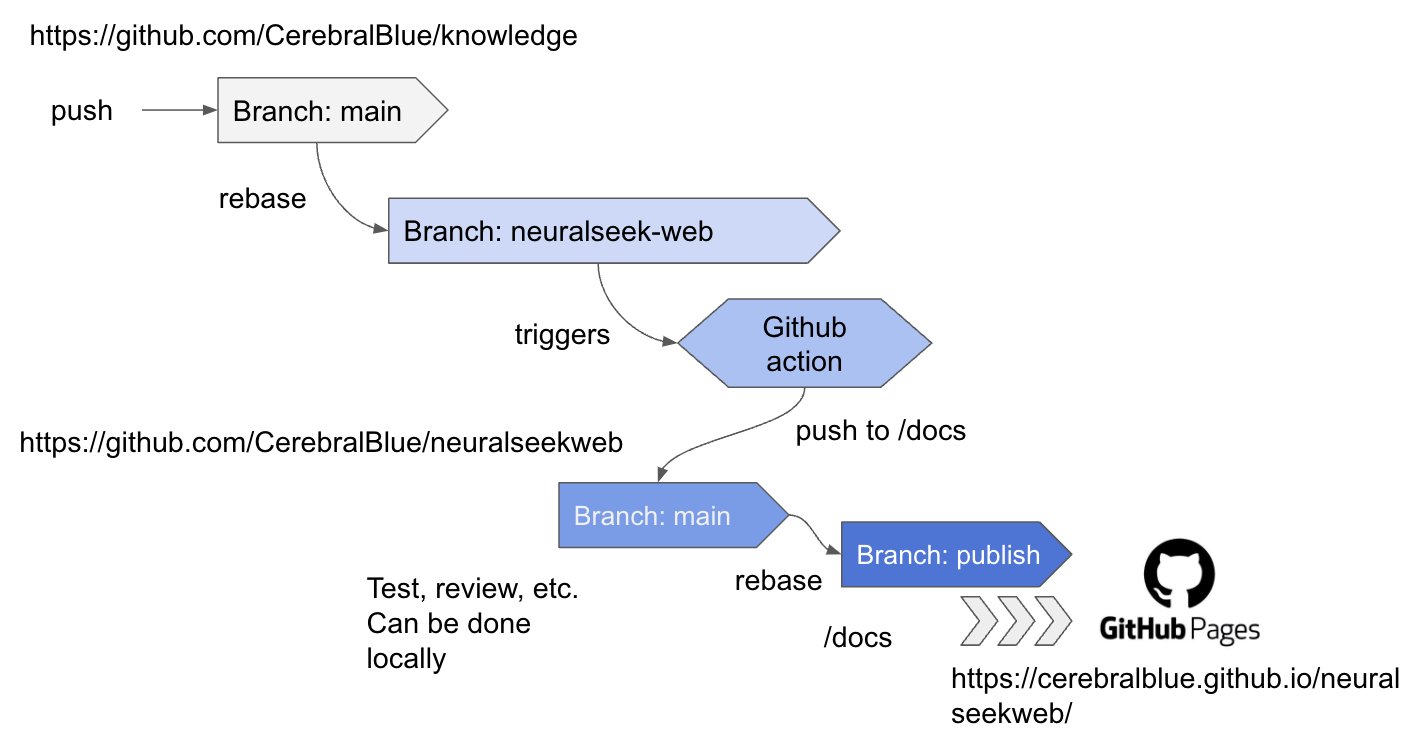 https://github.com/CerebralBlue/knowledge
push
Branch: main
rebase
Branch: neuralseek-web
triggers
Github
action
push to /docs
https://github.com/CerebralBlue/neuralseekweb
Branch: main
rebase
Branch: publish
Test, review, etc.
Can be done
locally
/docs
GitHub Pages
https://cerebralblue.github.io/neural
seekweb/